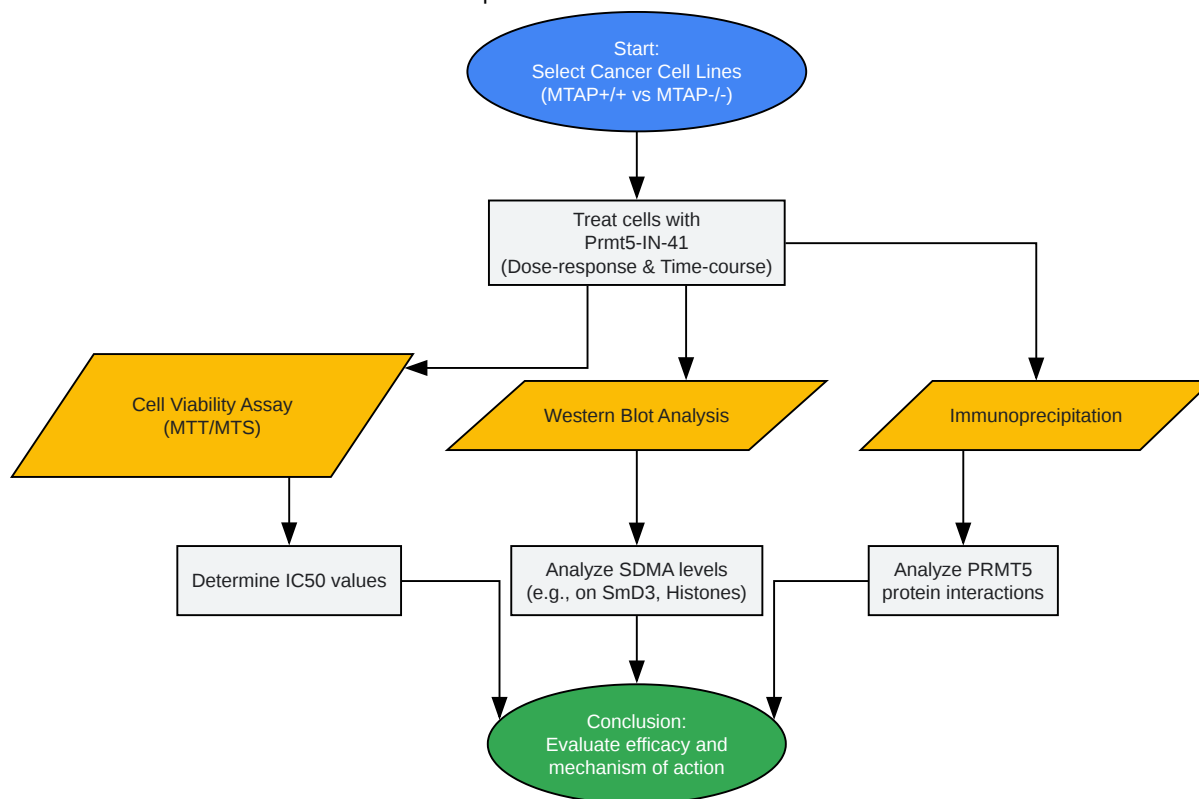 Start:
Select Cancer Cell Lines
(MTAP+/+ vs MTAP-/-)
Treat cells with
Prmt5-IN-41
(Dose-response & Time-course)
Cell Viability Assay
(MTT/MTS)
Western Blot Analysis
Immunoprecipitation
Determine IC50 values
Analyze SDMA levels
(e.g., on SmD3, Histones)
Analyze PRMT5
protein interactions
Conclusion:
Evaluate efficacy and
mechanism of action